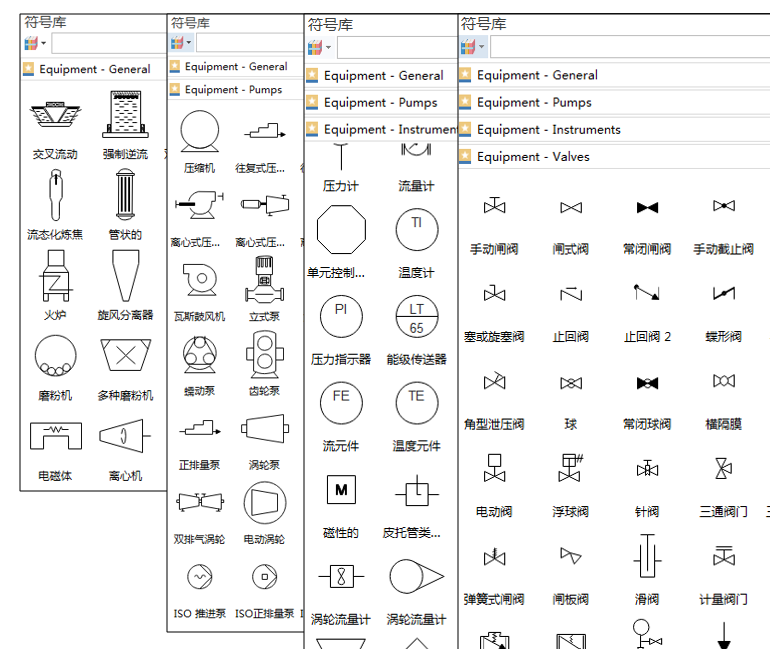 符号库
Equipment - General
交叉流动 强制逆流
流态化炼焦 管状的
火炉 旋风分离器
磨粉机 多种磨粉机
电磁体 离心机
符号库
Equipment - General
Equipment - Pumps
压缩机 往复式压...
离心式压... 离心式压...
瓦斯鼓风机 立式泵
蠕动泵 齿轮泵
正排量泵 涡轮泵
双排气涡轮 电动涡轮
ISO 推进泵 ISO正排量泵
符号库
Equipment - General
Equipment - Pumps
Equipment - Instrumen
压力计 流量计
TI
单元控制... 温度计
PI LT
65
压力指示器 能级传送器
FE TE
流元件 温度元件
M
磁性的 皮托管类...
涡轮流量计 涡轮流量计
符号库
Equipment - General
Equipment - Pumps
Equipment - Instruments
Equipment - Valves
手动闸阀 闸式阀 常闭闸阀 手动截止阀
塞或旋塞阀 止回阀 止回阀 2 蝶形阀
角型泄压阀 球 常闭球阀 横隔膜
#
电动阀 浮球阀 针阀 三通阀门
弹簧式闸阀 闸板阀 滑阀 计量阀门